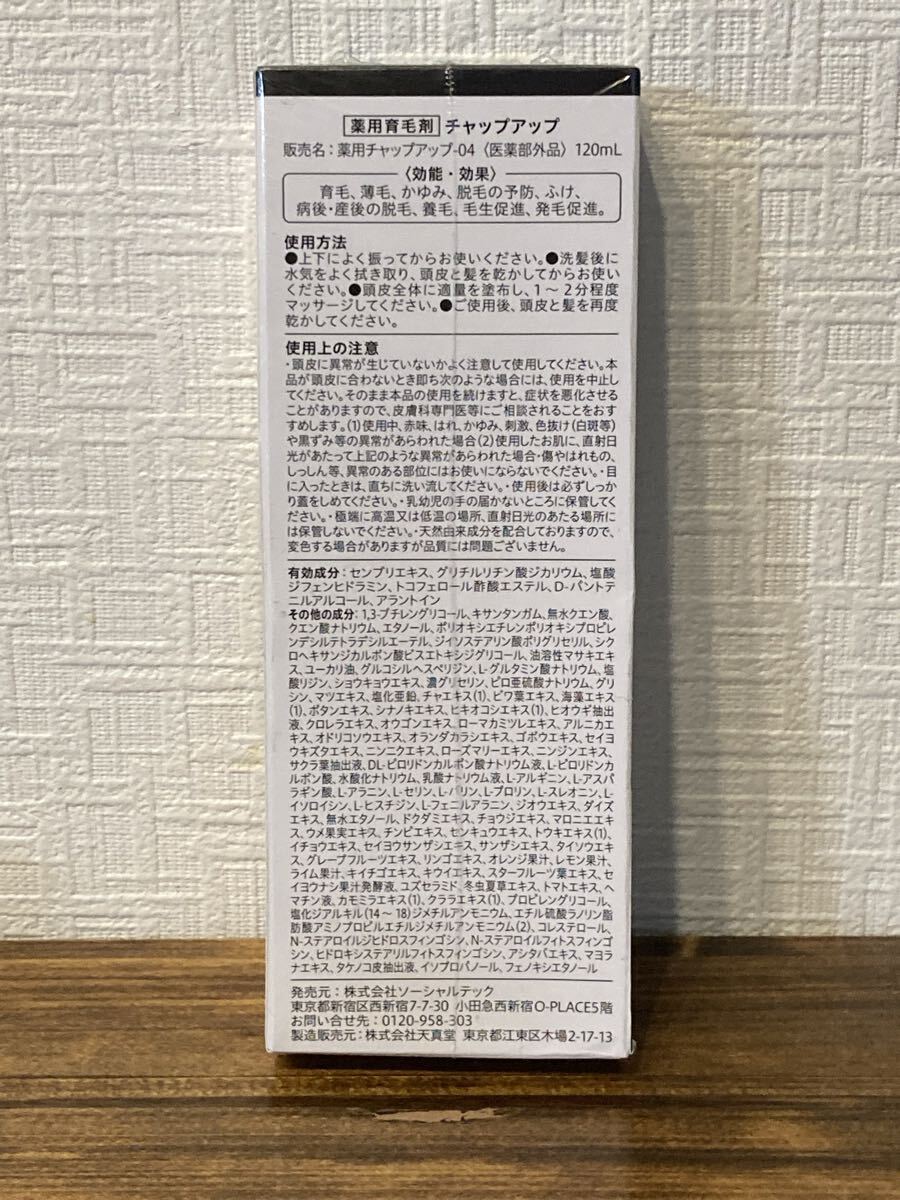 薬用育毛剤 チャップアップ
販売名：薬用チャップアップ-04〈医薬部外品〉120mL
〈効能・効果〉
育毛、薄毛、かゆみ、脱毛の予防、ふけ、
病後・産後の脱毛、養毛、毛生促進、発毛促進。
使用方法
●上下によく振ってからお使いください。●洗髪後に
水気をよく拭き取り、頭皮と髪を乾かしてからお使い
ください。●頭皮全体に適量を塗布し、1～2分程度
マッサージしてください。●ご使用後、頭皮と髪を再度
乾かしてください。
使用上の注意
・頭皮に異常が生じていないかよく注意して使用してください。本
品が頭皮に合わないとき即ち次のような場合には、使用を中止し
てください。そのまま本品の使用を続けますと、症状を悪化させる
ことがありますので、皮膚科専門医等にご相談されることをおす
すめします。(1)使用中、赤味、はれ、かゆみ、刺激、色抜け(白斑等)
や黒ずみ等の異常があらわれた場合(2)使用したお肌に、直射日
光があたって上記のような異常があらわれた場合・傷やはれもの、
しっしん等、異常のある部位にはお使いにならないでください。・目
に入ったときは、直ちに洗い流してください。・使用後は必ずしっか
り蓋をしめてください。・乳幼児の手の届かないところに保管してく
ださい。・極端に高温又は低温の場所、直射日光のあたる場所に
は保管しないでください。・天然由来成分を配合しておりますので、
変色する場合がありますが品質には問題ございません。
有効成分：センブリエキス、グリチルリチン酸ジカリウム、塩酸
ジフェンヒドラミン、トコフェロール酢酸エステル、D-パント
テニルアルコール、アラントイン
その他の成分：1,3-ブチレングリコール、キサンタンガム、無水クエン酸、
クエン酸ナトリウム、エタノール、ポリオキシエチレンポリオキシプロピレ
ンデシルテトラデシルエーテル、ジイソステアリン酸ポリグリセリル、シク
ロヘキサンジカルボン酸ビスエトキシジグリコール、油溶性マサキエキ
ス、ユーカリ油、グルコシルヘスペリジン、L-グルタミン酸ナトリウム、塩
酸リジン、ショウキョウエキス、濃グリセリン、ピロ亜硫酸ナトリウム、グリ
シン、マツエキス、塩化亜鉛、チャエキス(1)、ビワ葉エキス、海藻エキス
(1)、ボタンエキス、シナノキエキス、ヒキオコシエキス(1)、ヒオウギ抽出
液、クロレラエキス、オウゴンエキス、ローマカミツレエキス、アルニカエ
キス、オドリコソウエキス、オランダカラシエキス、ゴボウエキス、セイヨ
ウキズタエキス、ニンニクエキス、ローズマリーエキス、ニンジンエキス、
サクラ葉抽出液、DL-ピロリドンカルボン酸ナトリウム液、L-ピロリドンカ
ルボン酸、水酸化ナトリウム、乳酸ナトリウム液、L-アルギニン、L-アスパ
ラギン酸、L-アラニン、L-セリン、L-バリン、L-プロリン、L-スレオニン、L-
イソロイシン、L-ヒスチジン、L-フェニルアラニン、ジオウエキス、ダイズ
エキス、無水エタノール、ドクダミエキス、チョウジエキス、マロニエエキ
ス、ウメ果実エキス、チンピエキス、センキュウエキス、トウキエキス(1)、
イチョウエキス、セイヨウサンザシエキス、サンザシエキス、タイソウエキ
ス、グレープフルーツエキス、リンゴエキス、オレンジ果汁、レモン果汁、
ライム果汁、キイチゴエキス、キウイエキス、スターフルーツ葉エキス、セ
イヨウナシ果汁発酵液、ユズセラミド、冬虫夏草エキス、トマトエキス、ヘ
マチン液、カモミラエキス(1)、クララエキス(1)、プロピレングリコール、
塩化ジアルキル(14～18)ジメチルアンモニウム、エチル硫酸ラノリン脂
肪酸アミノプロピルエチルジメチルアンモニウム(2)、コレステロール、
N-ステアロイルジヒドロスフィンゴシン、N-ステアロイルフィトスフィンゴ
シン、ヒドロキシステアリルフィトスフィンゴシン、アシタバエキス、マヨラ
ナエキス、タケノコ皮抽出液、イソプロパノール、フェノキシエタノール
発売元：株式会社ソーシャルテック
東京都新宿区西新宿7-7-30 小田急西新宿O-PLACE5階
お問い合せ先：0120-958-303
製造販売元：株式会社天真堂 東京都江東区木場2-17-13